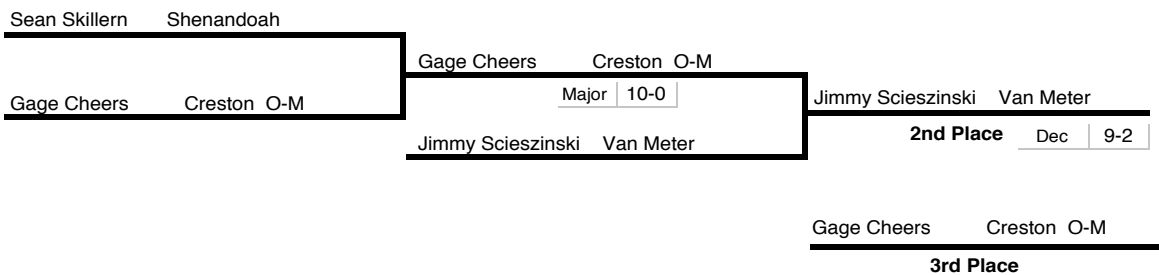 Sean Skillern Shenandoah
Gage Cheers Creston O-M
Major 10-0
Gage Cheers Creston O-M
Jimmy Scieszinski Van Meter
2nd Place Dec 9-2
Jimmy Scieszinski Van Meter
Gage Cheers Creston O-M
3rd Place